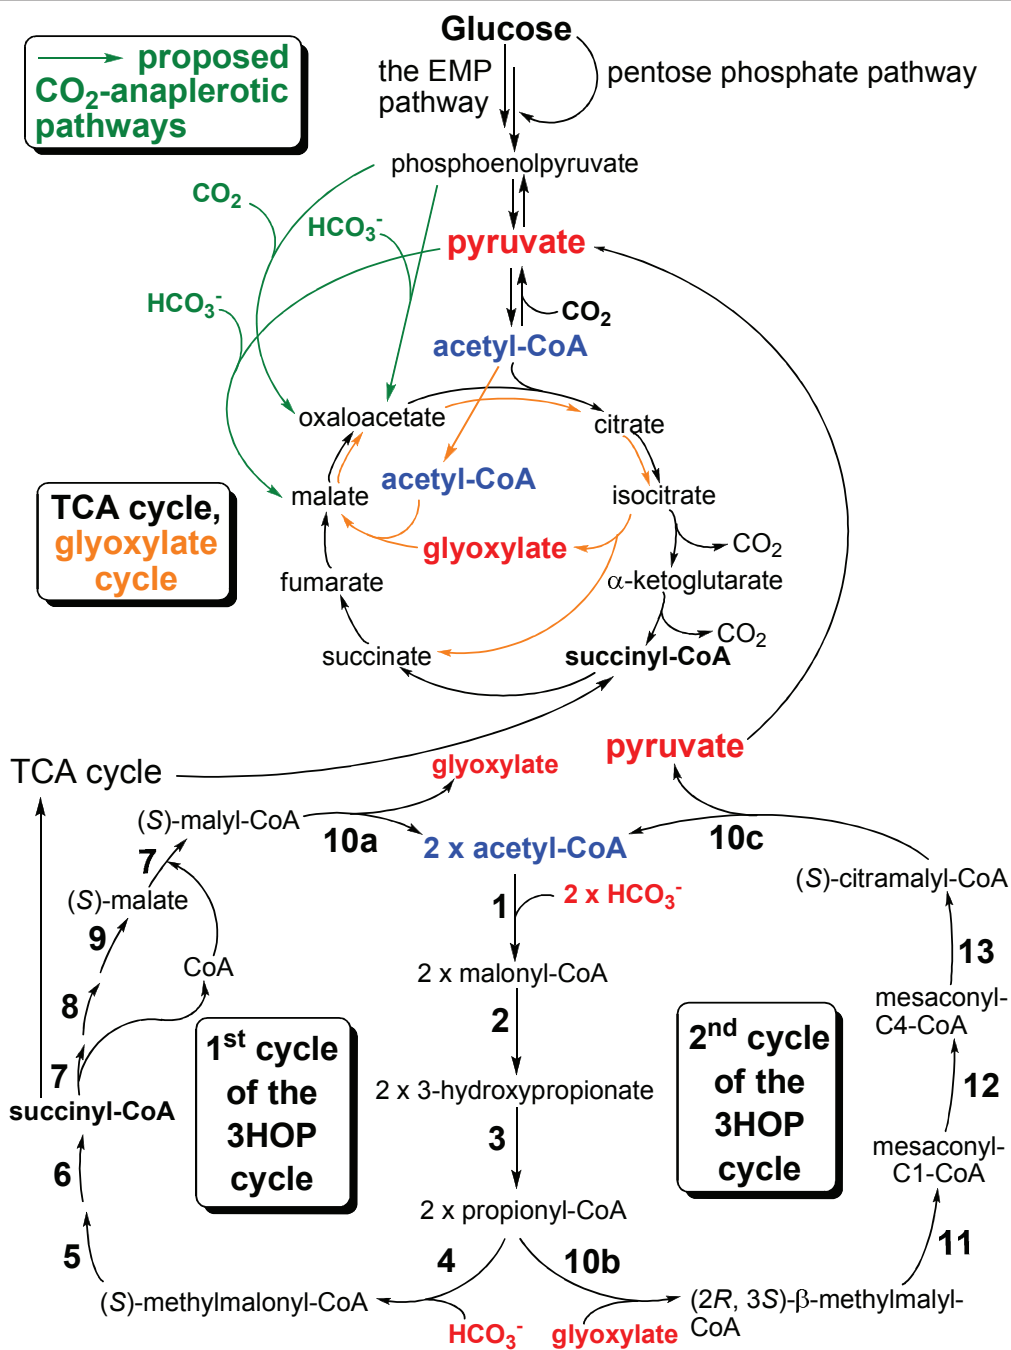 Glucose
proposed
CO₂-anaplerotic
pathways
the EMP
pathway
pentose phosphate pathway
phosphoenolpyruvate
CO₂
HCO₃⁻
pyruvate
HCO₃⁻
CO₂
acetyl-CoA
oxaloacetate
citrate
acetyl-CoA
malate
isocitrate
TCA cycle,
glyoxylate
cycle
glyoxylate
CO₂
fumarate
α-ketoglutarate
CO₂
succinate
succinyl-CoA
pyruvate
TCA cycle
glyoxylate
(S)-malyl-CoA
10a
10c
2 x acetyl-CoA
7
(S)-citramalyl-CoA
1
2 x HCO₃⁻
(S)-malate
9
13
CoA
2 x malonyl-CoA
8
mesaconyl-
C4-CoA
2
1st cycle
of the
3HOP
cycle
2nd cycle
of the
3HOP
cycle
7
12
2 x 3-hydroxypropionate
succinyl-CoA
3
mesaconyl-
C1-CoA
6
2 x propionyl-CoA
5
4
10b
11
(S)-methylmalonyl-CoA
(2R, 3S)-β-methylmalyl-
CoA
HCO₃⁻
glyoxylate